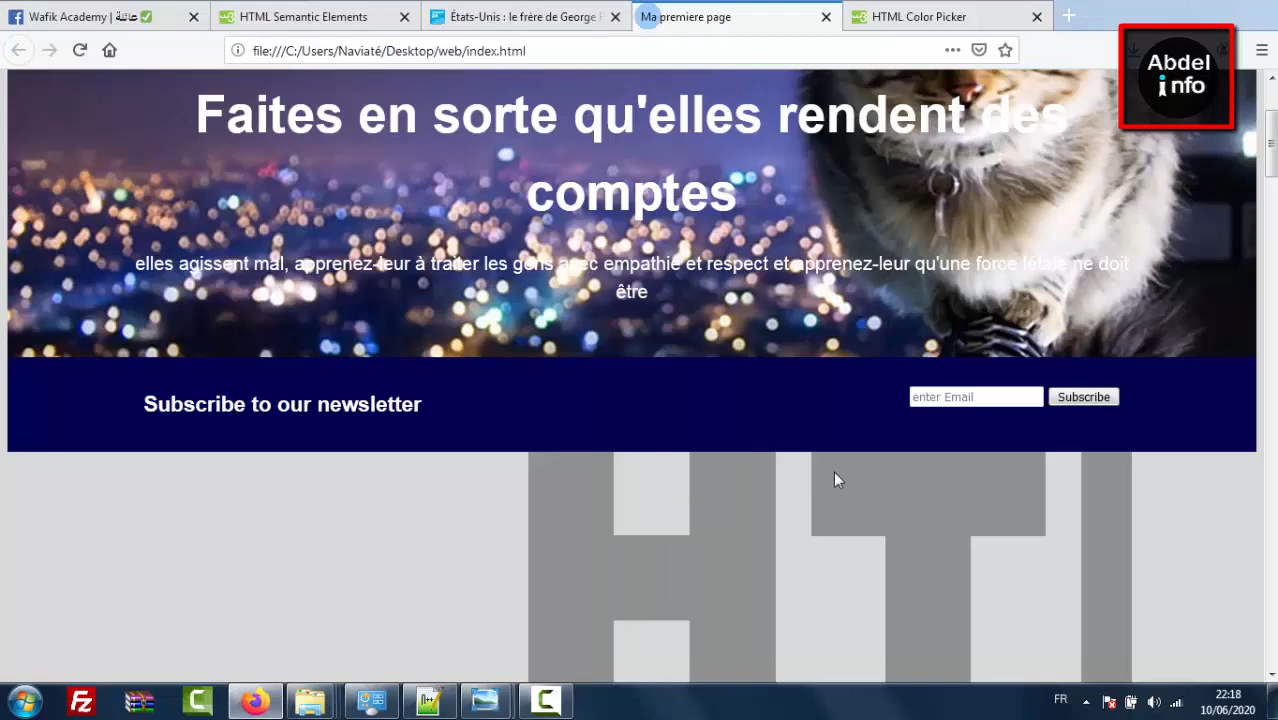 Wafik Academy |
HTML Semantic Elements
États-Unis : le frère de George F
Ma premiere page
HTML Color Picker
file:///C:/Users/Naviaté/Desktop/web/index.html
Abdel
info
Faites en sorte qu'elles rendent des
comptes
elles agissent mal, apprenez-leur à traiter les gens avec empathie et respect et apprenez-leur qu'une force létale ne doit
être
Subscribe to our newsletter
enter Email
Subscribe
HT
FR
22:18
10/06/2020